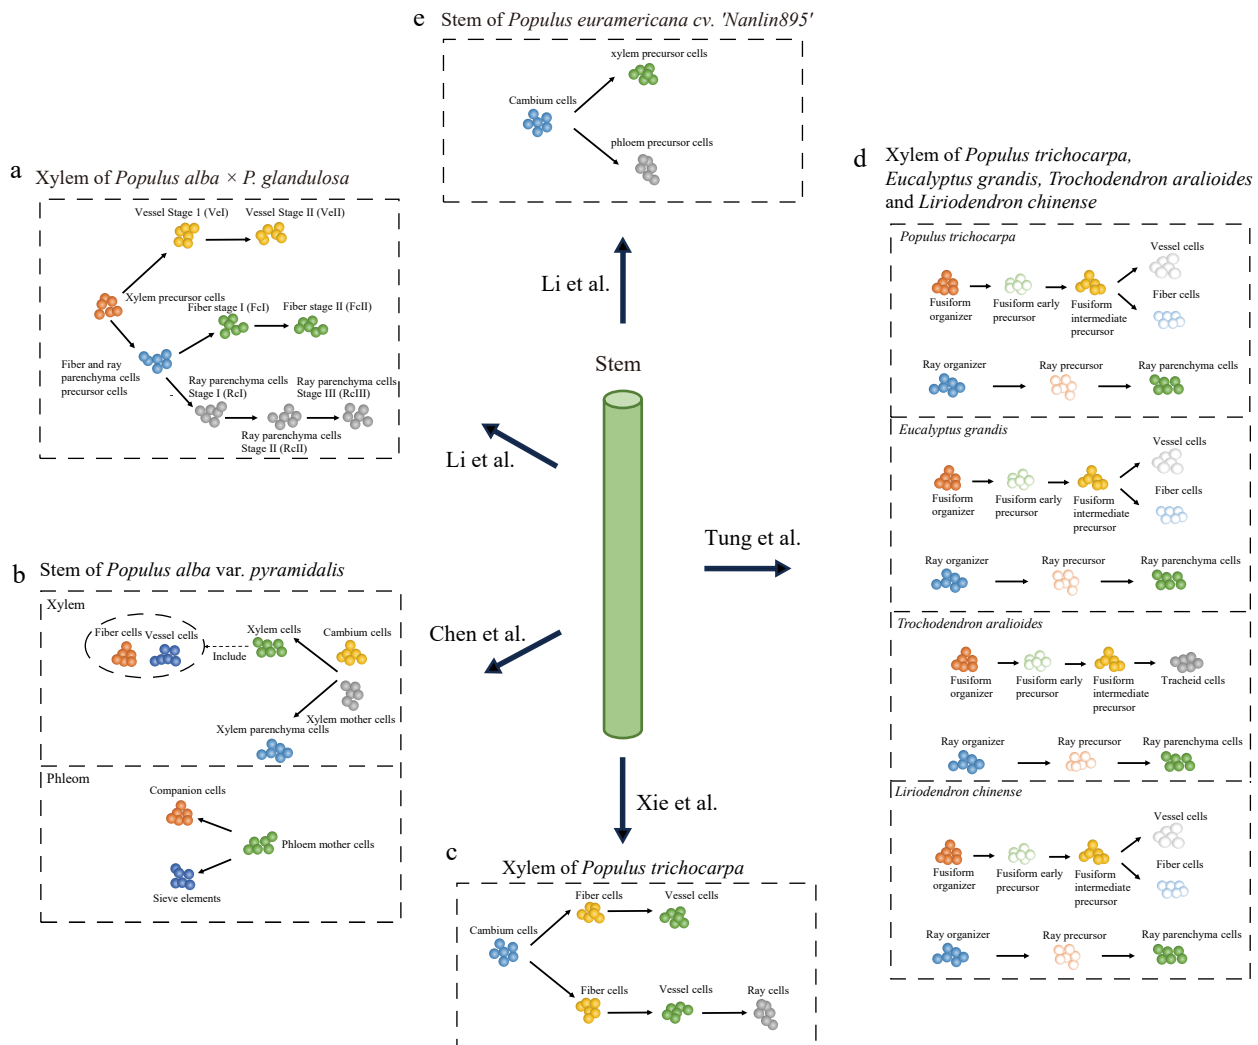 e
Stem of Populus euramericana cv. 'Nanlin895'
xylem precursor cells
Cambium cells
phloem precursor cells
Li et al.
a
Xylem of Populus alba × P. glandulosa
Vessel Stage 1 (VeI)
Vessel Stage II (VeII)
Xylem precursor cells
Fiber stage I (FcI)
Fiber stage II (FcII)
Fiber and ray
parenchyma cells
precursor cells
Ray parenchyma cells
Stage I (RcI)
Ray parenchyma cells
Stage III (RcIII)
Ray parenchyma cells
Stage II (RcII)
Li et al.
Stem
b
Stem of Populus alba var. pyramidalis
Xylem
Fiber cells
Vessel cells
Include
Xylem cells
Cambium cells
Xylem mother cells
Xylem parenchyma cells
Phleom
Companion cells
Phloem mother cells
Sieve elements
Chen et al.
Xie et al.
c
Xylem of Populus trichocarpa
Fiber cells
Vessel cells
Cambium cells
Fiber cells
Vessel cells
Ray cells
Tung et al.
d
Xylem of Populus trichocarpa,
Eucalyptus grandis, Trochodendron aralioides
and Liriodendron chinense
Populus trichocarpa
Vessel cells
Fusiform
organizer
Fusiform early
precursor
Fusiform
intermediate
precursor
Fiber cells
Ray organizer
Ray precursor
Ray parenchyma cells
Eucalyptus grandis
Vessel cells
Fusiform
organizer
Fusiform early
precursor
Fusiform
intermediate
precursor
Fiber cells
Ray organizer
Ray precursor
Ray parenchyma cells
Trochodendron aralioides
Fusiform
organizer
Fusiform early
precursor
Fusiform
intermediate
precursor
Tracheid cells
Ray organizer
Ray precursor
Ray parenchyma cells
Liriodendron chinense
Vessel cells
Fusiform
organizer
Fusiform early
precursor
Fusiform
intermediate
precursor
Fiber cells
Ray organizer
Ray precursor
Ray parenchyma cells